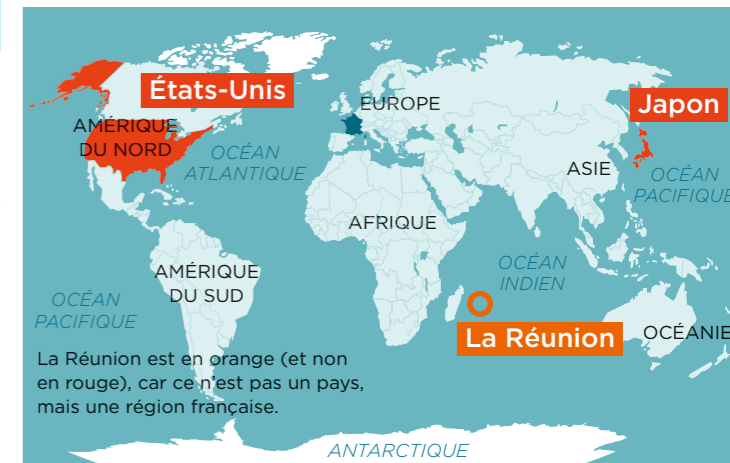 États-Unis
EUROPE
Japon
AMÉRIQUE
DU NORD
OCÉAN
ATLANTIQUE
ASIE
OCÉAN
PACIFIQUE
AFRIQUE
AMÉRIQUE
DU SUD
OCÉAN
INDIEN
OCÉAN
PACIFIQUE
La Réunion
OCÉANIE
La Réunion est en orange (et non
en rouge), car ce n'est pas un pays,
mais une région française.
ANTARCTIQUE